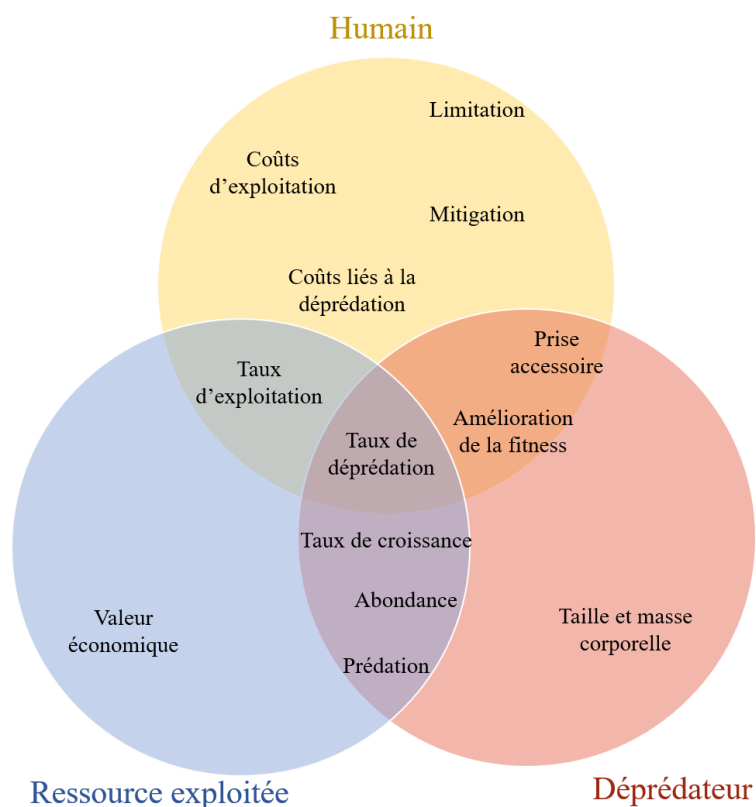 Humain
Limitation
Coûts
d’exploitation
Mitigation
Coûts liés à la
déprédation
Prise
accessoire
Taux
d’exploitation
Amélioration
de la fitness
Taux de
déprédation
Taux de croissance
Abondance
Valeur
économique
Taille et masse
corporelle
Prédation
Ressource exploitée
Déprédateur